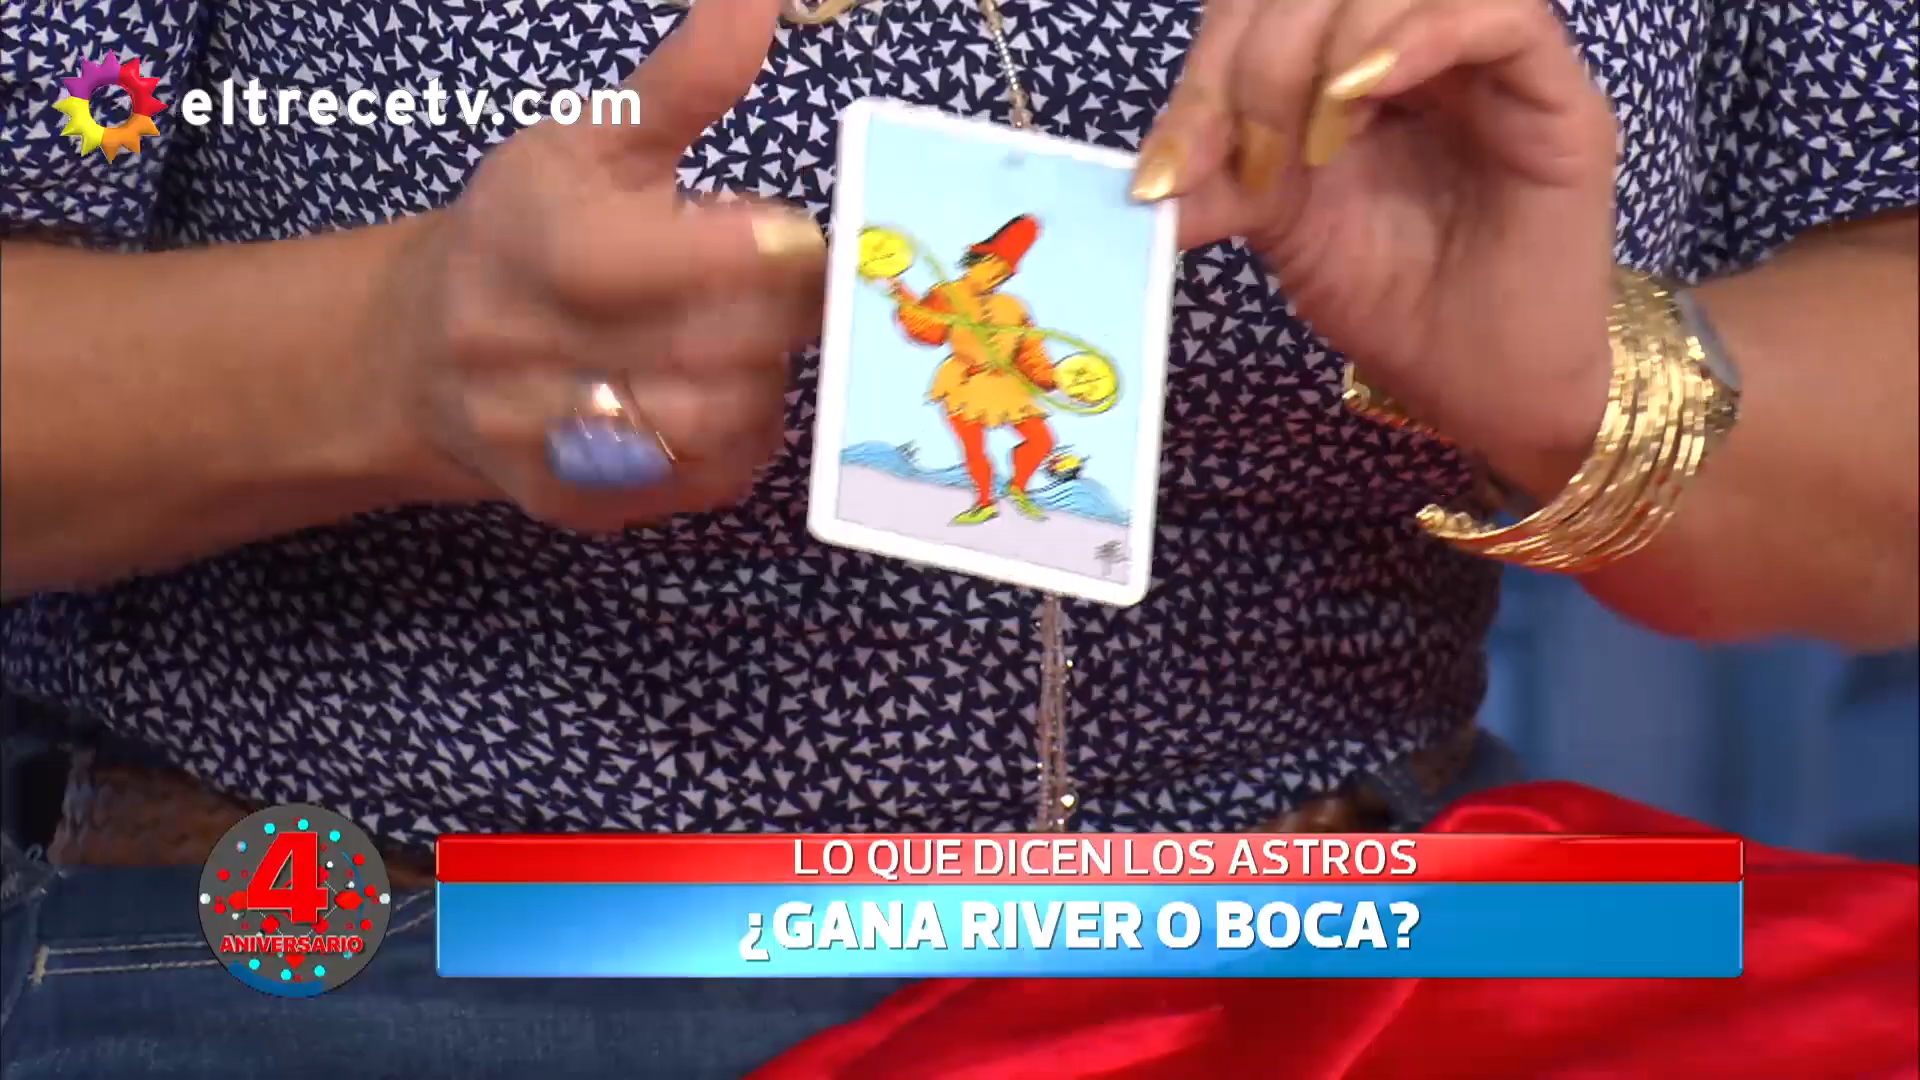 eltrecetv.com
LO QUE DICEN LOS ASTROS
¿GANA RIVER O BOCA?
4
ANIVERSARIO